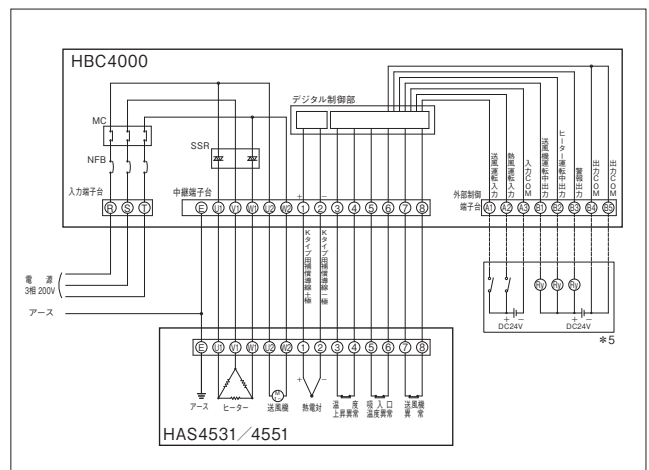 HBC4000
デジタル制御部
MC
NFB
SSR
入力端子台
中継端子台
外部制御
端子台
送風運転入力
熱風運転入力
入力COM
送風機運転中出力
ヒーター運転中出力
警報出力
出力COM
出力COM
R S T
E U1 V1 W1 U2 W2 1 2 3 4 5 6 7 8
A1 A2 A3 B1 B2 B3 B4 B5
+ −
Kタイプ用補償導線+極
Kタイプ用補償導線−極
電 源
3相 200V
アース
Ry Ry Ry
+ −
DC24V
+ −
DC24V
*5
E U1 V1 W1 U2 W2 1 2 3 4 5 6 7 8
+ −
M
アース
ヒーター
送風機
熱電対
温 度
上昇異常
吸 入 口
温度異常
送風機
異 常
HAS4531/4551